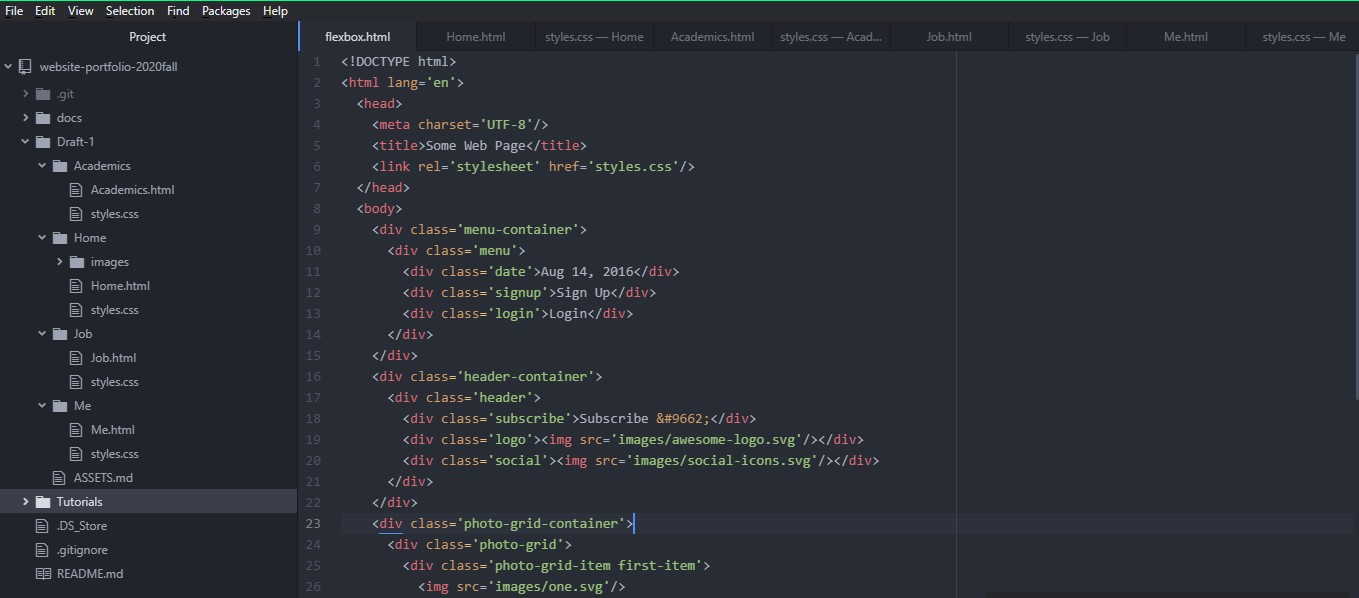 File Edit View Selection Find Packages Help
Project
website-portfolio-2020fall
.git
docs
Draft-1
Academics
Academics.html
styles.css
Home
images
Home.html
styles.css
Job
Job.html
styles.css
Me
Me.html
styles.css
ASSETS.md
Tutorials
.DS_Store
.gitignore
README.md
flexbox.html Home.html styles.css — Home Academics.html styles.css — Acad... Job.html styles.css — Job Me.html styles.css — Me
1 <!DOCTYPE html>
2 <html lang='en'>
3 <head>
4 <meta charset='UTF-8'/>
5 <title>Some Web Page</title>
6 <link rel='stylesheet' href='styles.css'/>
7 </head>
8 <body>
9 <div class='menu-container'>
10 <div class='menu'>
11 <div class='date'>Aug 14, 2016</div>
12 <div class='signup'>Sign Up</div>
13 <div class='login'>Login</div>
14 </div>
15 </div>
16 <div class='header-container'>
17 <div class='header'>
18 <div class='subscribe'>Subscribe &#9662;</div>
19 <div class='logo'><img src='images/awesome-logo.svg'/></div>
20 <div class='social'><img src='images/social-icons.svg'/></div>
21 </div>
22 </div>
23 <div class='photo-grid-container'>
24 <div class='photo-grid'>
25 <div class='photo-grid-item first-item'>
26 <img src='images/one.svg'/>